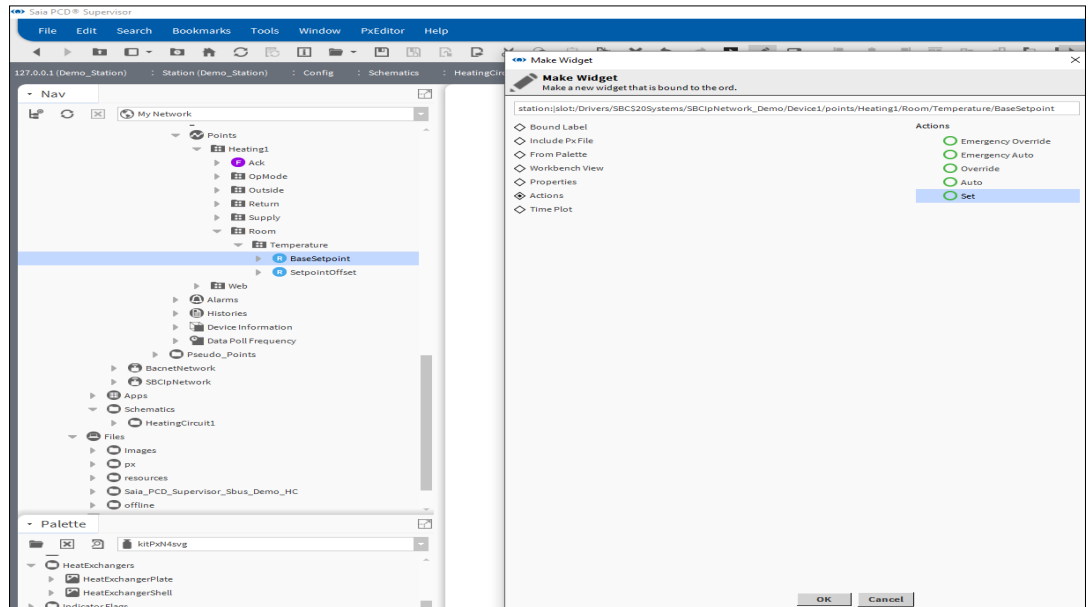 Saia PCD® Supervisor
File Edit Search Bookmarks Tools Window PxEditor Help
127.0.0.1 (Demo_Station) : Station (Demo_Station) : Config : Schematics : HeatingCir
Nav
My Network
Points
Heating1
F Ack
OpMode
Outside
Return
Supply
Room
Temperature
R BaseSetpoint
R SetpointOffset
Web
Alarms
Histories
Device Information
Data Poll Frequency
Pseudo_Points
BacnetNetwork
SBCIpNetwork
Apps
Schematics
HeatingCircuit1
Files
Images
px
resources
Saia_PCD_Supervisor_Sbus_Demo_HC
offline
Palette
kitPxN4svg
HeatExchangers
HeatExchangerPlate
HeatExchangerShell
Indicator Flags
Make Widget
Make Widget
Make a new widget that is bound to the ord.
station:|slot:/Drivers/SBCS20Systems/SBCIpNetwork_Demo/Device1/points/Heating1/Room/Temperature/BaseSetpoint
Bound Label
Include Px File
From Palette
Workbench View
Properties
Actions
Time Plot
Actions
Emergency Override
Emergency Auto
Override
Auto
Set
OK Cancel